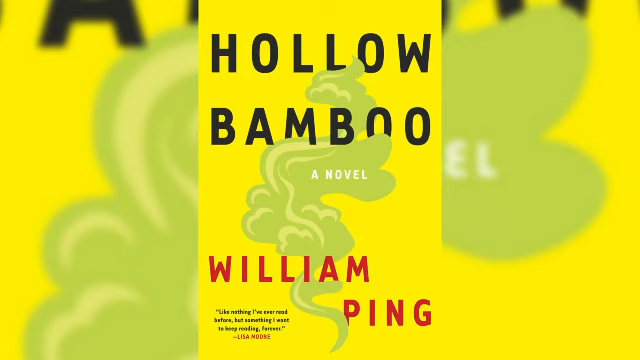 HOLLOW
BAMBOO
A NOVEL
WILLIAM
PING
"Like nothing I've ever read
before, but something I want
to keep reading, forever."
—LISA MOORE